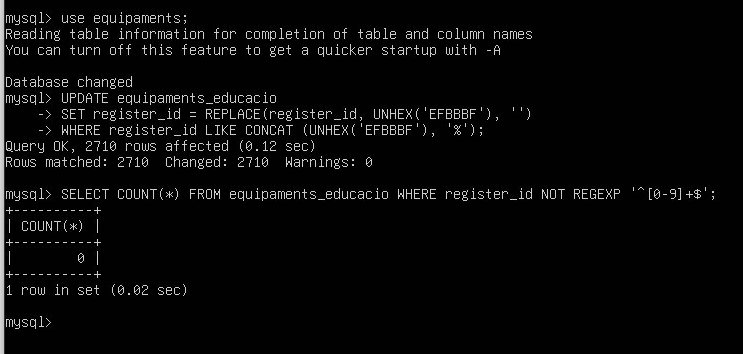 mysql> use equipaments;
Reading table information for completion of table and column names
You can turn off this feature to get a quicker startup with -A
Database changed
mysql> UPDATE equipaments_educacio
    -> SET register_id = REPLACE(register_id, UNHEX('EFBBBF'), '')
    -> WHERE register_id LIKE CONCAT (UNHEX('EFBBBF'), '%');
Query OK, 2710 rows affected (0.12 sec)
Rows matched: 2710  Changed: 2710  Warnings: 0
mysql> SELECT COUNT(*) FROM equipaments_educacio WHERE register_id NOT REGEXP '^[0-9]+$';
+----------+
| COUNT(*) |
+----------+
|        0 |
+----------+
1 row in set (0.02 sec)
mysql>